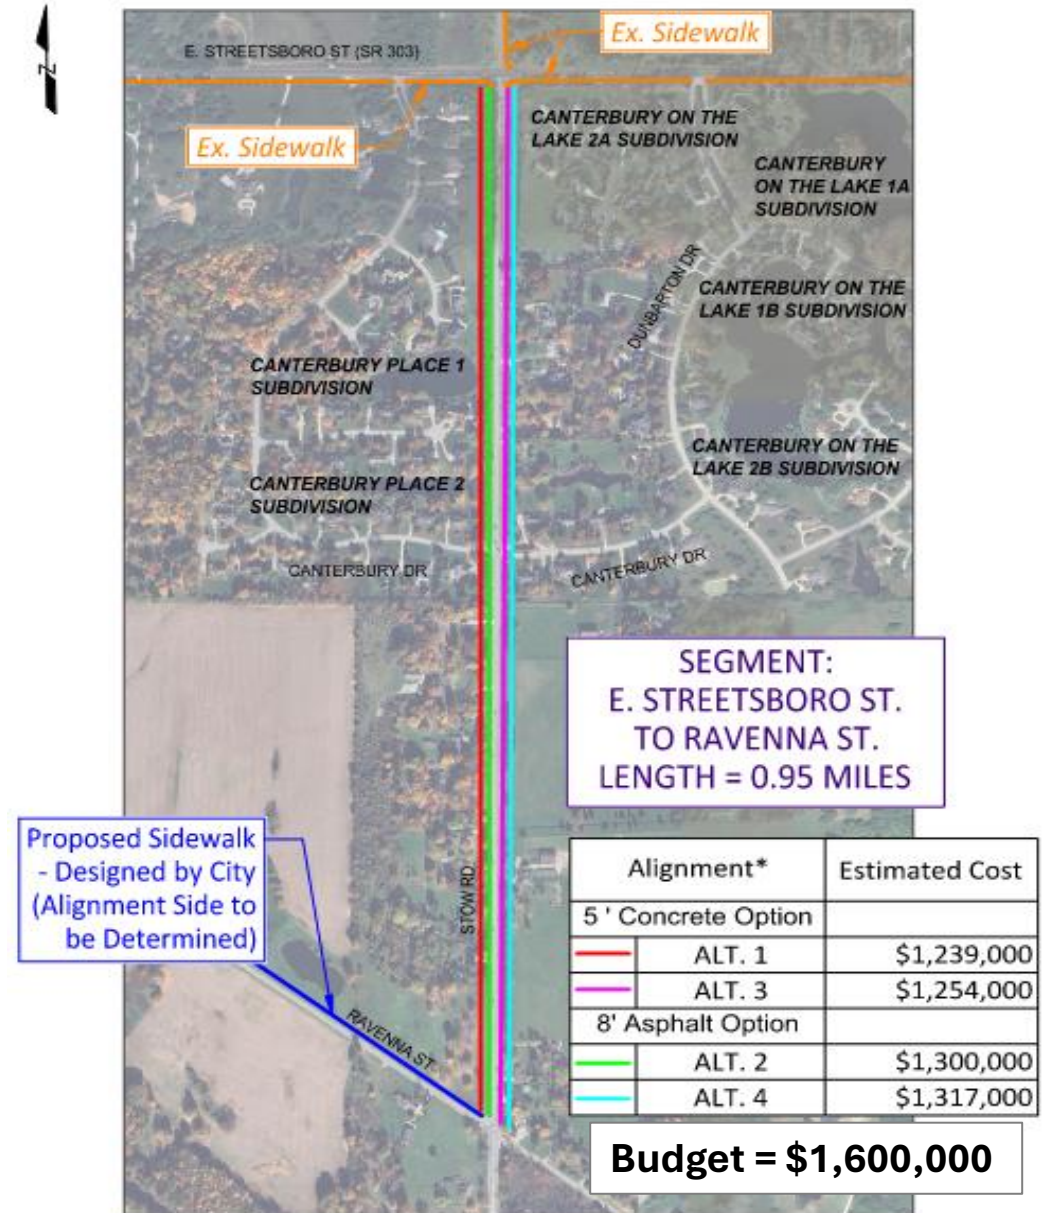 N
Ex. Sidewalk
E. STREETSBORO ST (SR 303)
Ex. Sidewalk
CANTERBURY ON THE
LAKE 2A SUBDIVISION
CANTERBURY
ON THE LAKE 1A
SUBDIVISION
DUNBARTON DR
CANTERBURY ON THE
LAKE 1B SUBDIVISION
CANTERBURY PLACE 1
SUBDIVISION
CANTERBURY ON THE
LAKE 2B SUBDIVISION
CANTERBURY PLACE 2
SUBDIVISION
CANTERBURY DR
CANTERBURY DR
SEGMENT:
E. STREETSBORO ST.
TO RAVENNA ST.
LENGTH = 0.95 MILES
Proposed Sidewalk
- Designed by City
(Alignment Side to
be Determined)
STOW RD
RAVENNA ST
Alignment* Estimated Cost
5 ' Concrete Option
ALT. 1 $1,239,000
ALT. 3 $1,254,000
8' Asphalt Option
ALT. 2 $1,300,000
ALT. 4 $1,317,000
Budget = $1,600,000